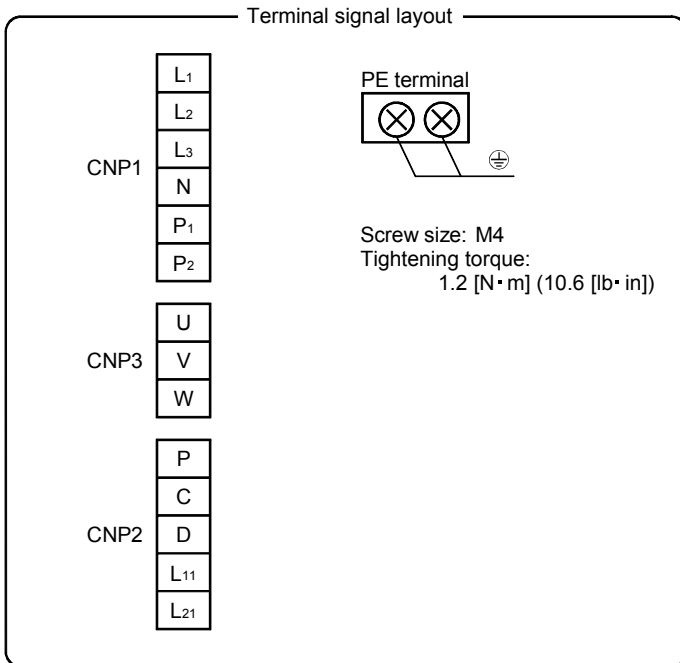 Terminal signal layout
CNP1
L1
L2
L3
N
P1
P2
PE terminal
Screw size: M4
Tightening torque:
1.2 [N·m] (10.6 [lb·in])
CNP3
U
V
W
CNP2
P
C
D
L11
L21